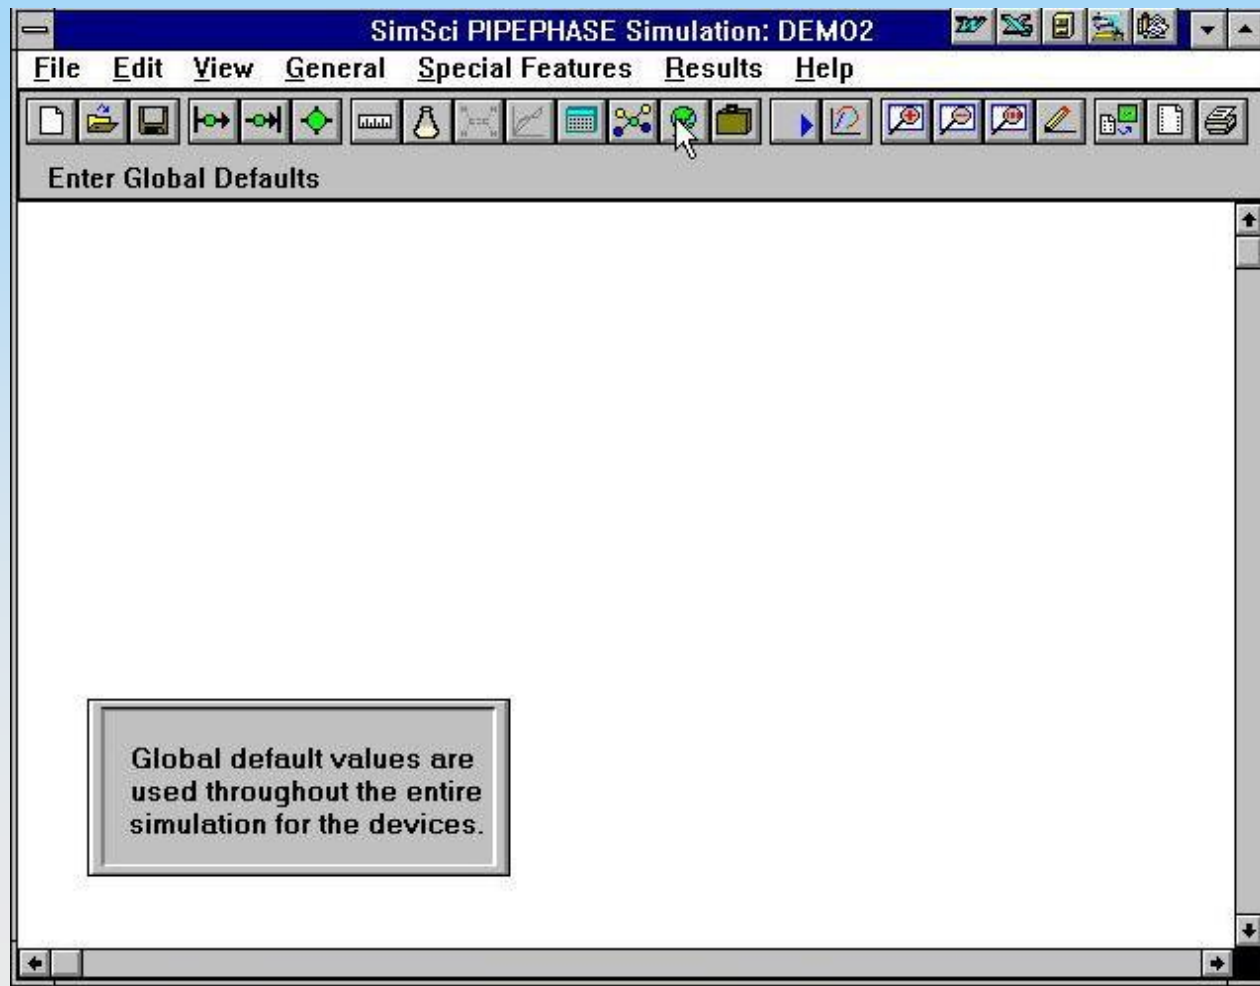 SimSci PIPEPHASE Simulation: DEMO2
File Edit View General Special Features Results Help
Enter Global Defaults
Global default values are
used throughout the entire
simulation for the devices.